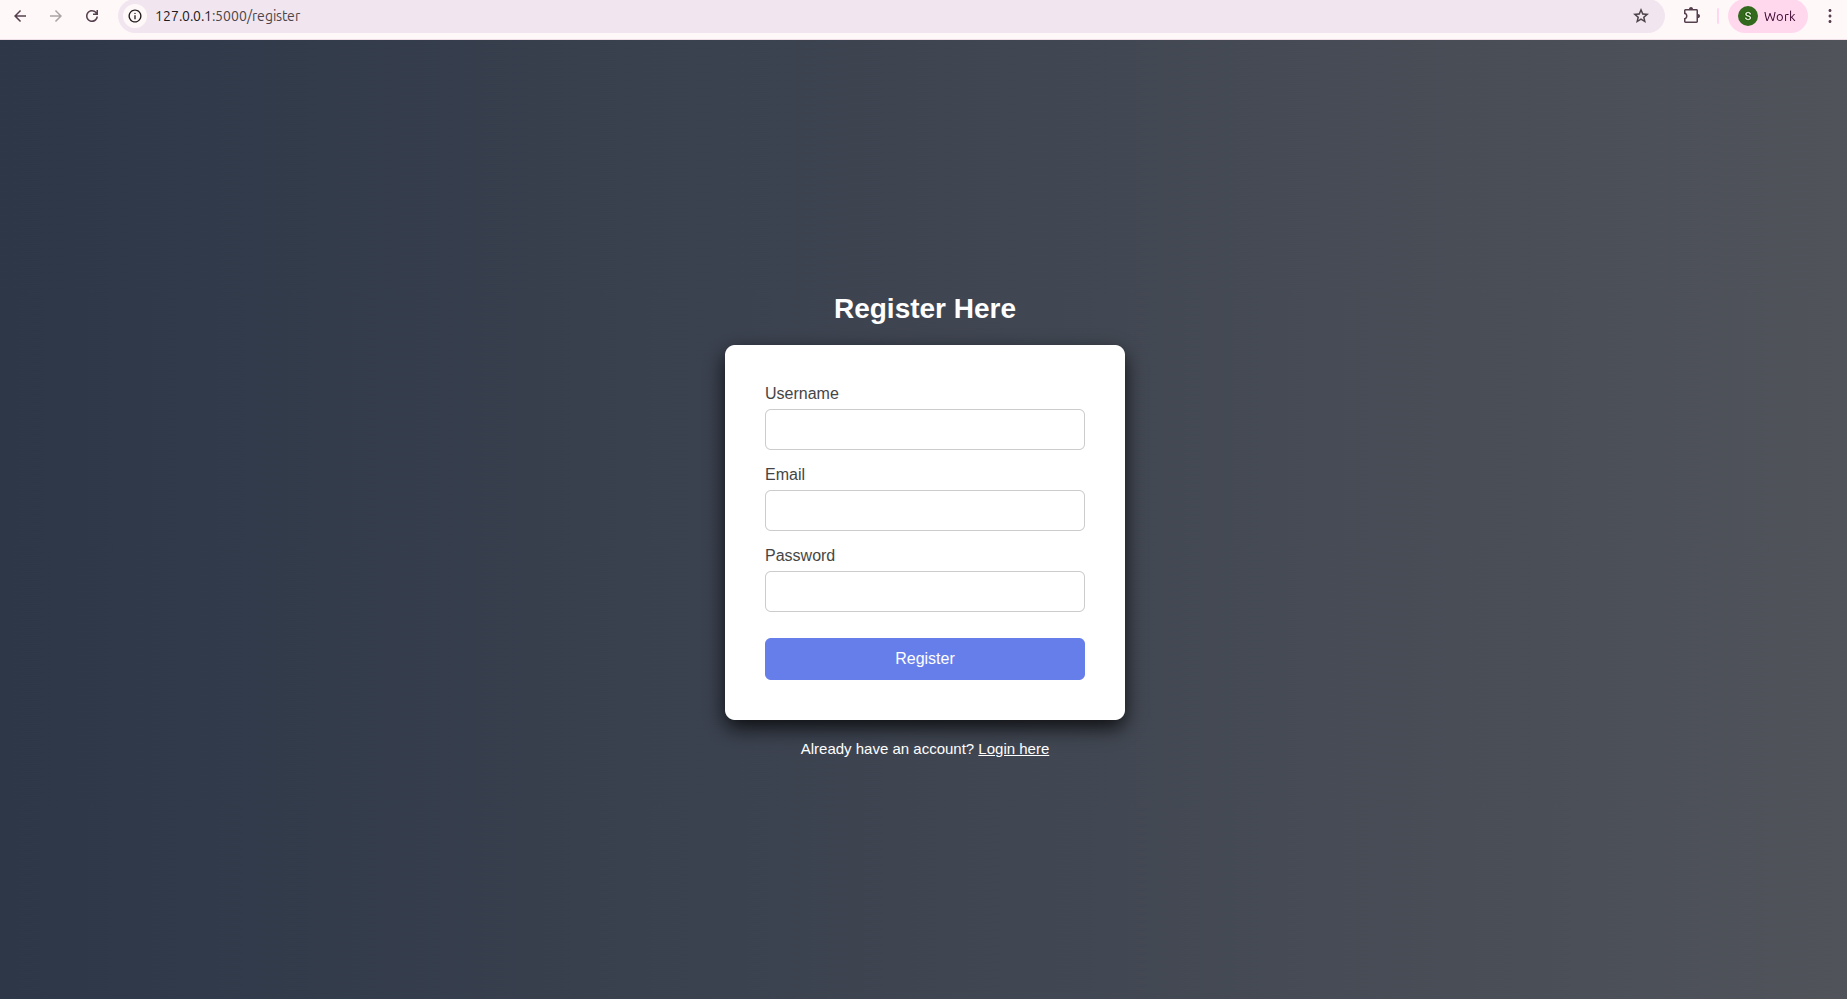 127.0.0.1:5000/register
S Work
Register Here
Username
Email
Password
Register
Already have an account? Login here